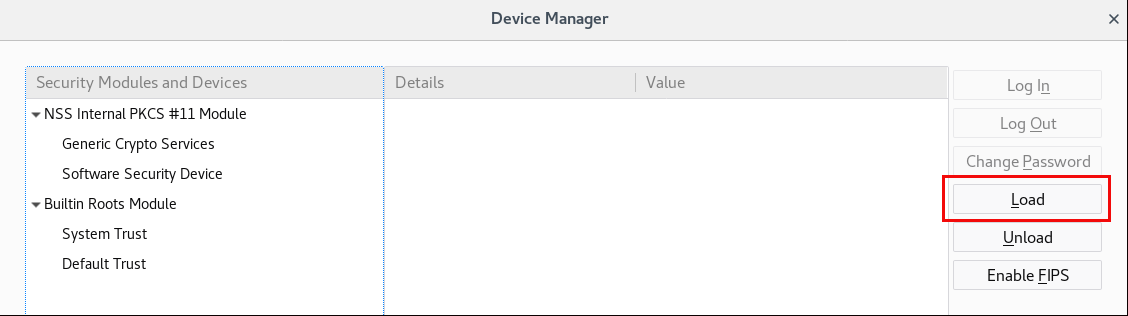 Device Manager
×
Security Modules and Devices
Details
Value
NSS Internal PKCS #11 Module
Generic Crypto Services
Software Security Device
Builtin Roots Module
System Trust
Default Trust
Log In
Log Out
Change Password
Load
Unload
Enable FIPS